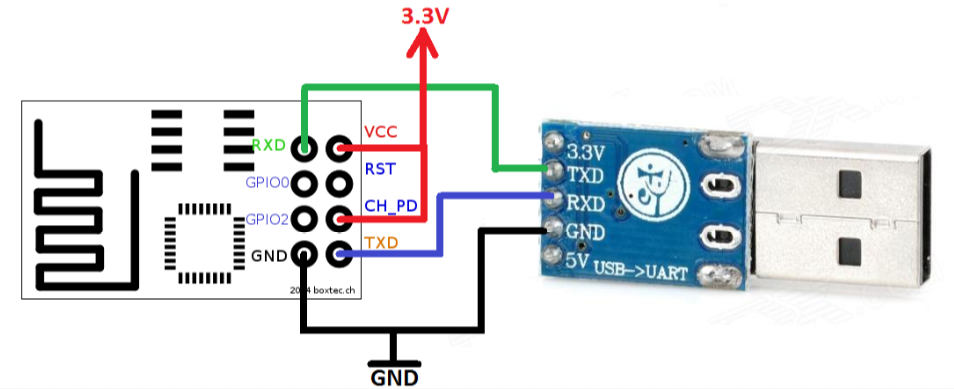 3.3V
RXD
VCC
GPIO0
RST
GPIO2
CH_PD
GND
TXD
boxtec.ch
3.3V
TXD
RXD
GND
5V USB->UART
GND